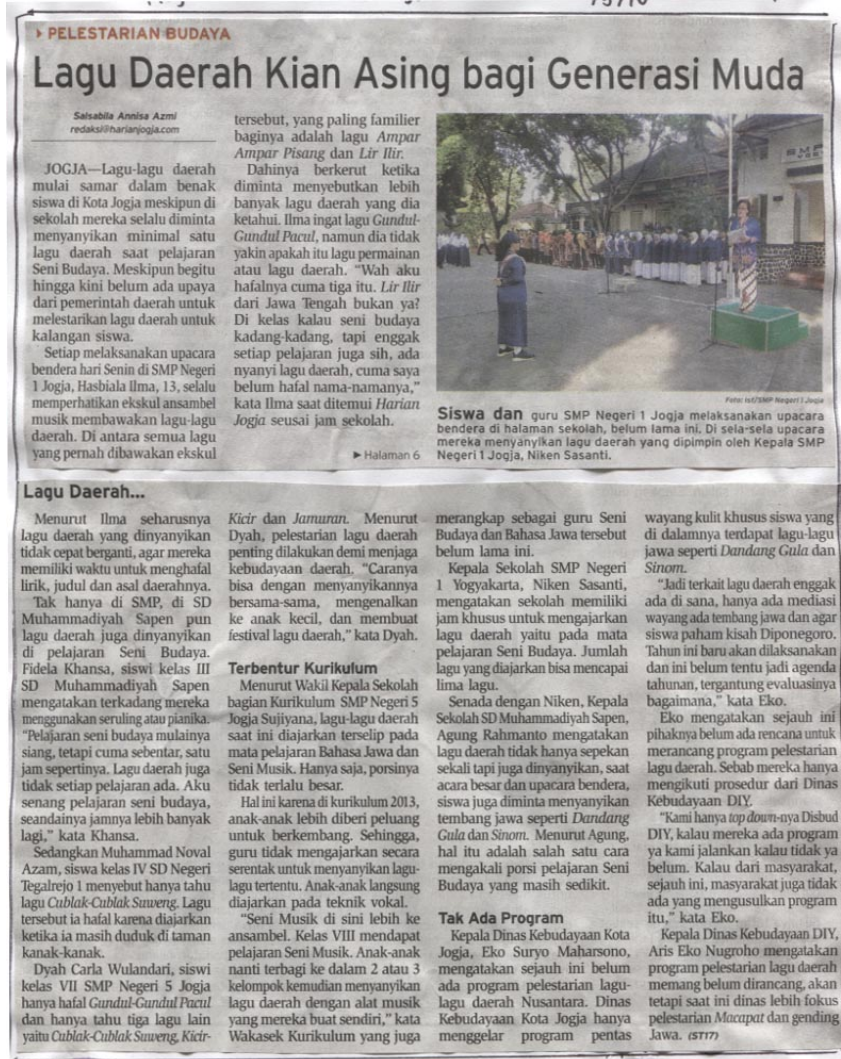 PELESTARIAN BUDAYA
Lagu Daerah Kian Asing bagi Generasi Muda
Salsabila Annisa Azmi
redaksi@harianjogja.com
JOGJA—Lagu-lagu daerah
mulai samar dalam benak
siswa di Kota Jogja meskipun di
sekolah mereka selalu diminta
menyanyikan minimal satu
lagu daerah saat pelajaran
Seni Budaya. Meskipun begitu
hingga kini belum ada upaya
dari pemerintah daerah untuk
melestarikan lagu daerah untuk
kalangan siswa.
Setiap melaksanakan upacara
bendera hari Senin di SMP Negeri
1 Jogja, Hasbiala Ilma, 13, selalu
memperhatikan ekskul ansambel
musik membawakan lagu-lagu
daerah. Di antara semua lagu
yang pernah dibawakan ekskul
tersebut, yang paling familier
baginya adalah lagu Ampar
Ampar Pisang dan Lir Ilir.
Dahinya berkerut ketika
diminta menyebutkan lebih
banyak lagu daerah yang dia
ketahui. Ilma ingat lagu Gundul-
Gundul Pacul, namun dia tidak
yakin apakah itu lagu permainan
atau lagu daerah. “Wah aku
hafalnya cuma tiga itu. Lir Ilir
dari Jawa Tengah bukan ya?
Di kelas kalau seni budaya
kadang-kadang, tapi enggak
setiap pelajaran juga sih, ada
nyanyi lagu daerah, cuma saya
belum hafal nama-namanya,”
kata Ilma saat ditemui Harian
Jogja seusai jam sekolah.
Halaman 6
Foto: Ist/SMP Negeri 1 Jogja
Siswa dan guru SMP Negeri 1 Jogja melaksanakan upacara
bendera di halaman sekolah, belum lama ini. Di sela-sela upacara
mereka menyanyikan lagu daerah yang dipimpin oleh Kepala SMP
Negeri 1 Jogja, Niken Sasanti.
Lagu Daerah...
Menurut Ilma seharusnya
lagu daerah yang dinyanyikan
tidak cepat berganti, agar mereka
memiliki waktu untuk menghafal
lirik, judul dan asal daerahnya.
Tak hanya di SMP, di SD
Muhammadiyah Sapen pun
lagu daerah juga dinyanyikan
di pelajaran Seni Budaya.
Fidela Khansa, siswi kelas III
SD Muhammadiyah Sapen
mengatakan terkadang mereka
menggunakan seruling atau pianika.
“Pelajaran seni budaya mulainya
siang, tetapi cuma sebentar, satu
jam sepertinya. Lagu daerah juga
tidak setiap pelajaran ada. Aku
senang pelajaran seni budaya,
seandainya jamnya lebih banyak
lagi,” kata Khansa.
Sedangkan Muhammad Noval
Azam, siswa kelas IV SD Negeri
Tegalrejo 1 menyebut hanya tahu
lagu Cublak-Cublak Suweng. Lagu
tersebut ia hafal karena diajarkan
ketika ia masih duduk di taman
kanak-kanak.
Dyah Carla Wulandari, siswi
kelas VII SMP Negeri 5 Jogja
hanya hafal Gundul-Gundul Pacul
dan hanya tahu tiga lagu lain
yaitu Cublak-Cublak Suweng, Kicir-
Kicir dan Jamuran. Menurut
Dyah, pelestarian lagu daerah
penting dilakukan demi menjaga
kebudayaan daerah. “Caranya
bisa dengan menyanyikannya
bersama-sama, mengenalkan
ke anak kecil, dan membuat
festival lagu daerah,” kata Dyah.
Terbentur Kurikulum
Menurut Wakil Kepala Sekolah
bagian Kurikulum SMP Negeri 5
Jogja Sujiyana, lagu-lagu daerah
saat ini diajarkan terselip pada
mata pelajaran Bahasa Jawa dan
Seni Musik. Hanya saja, porsinya
tidak terlalu besar.
Hal ini karena di kurikulum 2013,
anak-anak lebih diberi peluang
untuk berkembang. Sehingga,
guru tidak mengajarkan secara
serentak untuk menyanyikan lagu-
lagu tertentu. Anak-anak langsung
diajarkan pada teknik vokal.
“Seni Musik di sini lebih ke
ansambel. Kelas VIII mendapat
pelajaran Seni Musik. Anak-anak
nanti terbagi ke dalam 2 atau 3
kelompok kemudian menyanyikan
lagu daerah dengan alat musik
yang mereka buat sendiri,” kata
Wakasek Kurikulum yang juga
merangkap sebagai guru Seni
Budaya dan Bahasa Jawa tersebut
belum lama ini.
Kepala Sekolah SMP Negeri
1 Yogyakarta, Niken Sasanti,
mengatakan sekolah memiliki
jam khusus untuk mengajarkan
lagu daerah yaitu pada mata
pelajaran Seni Budaya. Jumlah
lagu yang diajarkan bisa mencapai
lima lagu.
Senada dengan Niken, Kepala
Sekolah SD Muhammadiyah Sapen,
Agung Rahmanto mengatakan
lagu daerah tidak hanya sepekan
sekali tapi juga dinyanyikan, saat
acara besar dan upacara bendera,
siswa juga diminta menyanyikan
tembang jawa seperti Dandang
Gula dan Sinom. Menurut Agung,
hal itu adalah salah satu cara
mengakali porsi pelajaran Seni
Budaya yang masih sedikit.
Tak Ada Program
Kepala Dinas Kebudayaan Kota
Jogja, Eko Suryo Maharsono,
mengatakan sejauh ini belum
ada program pelestarian lagu-
lagu daerah Nusantara. Dinas
Kebudayaan Kota Jogja hanya
menggelar program pentas
wayang kulit khusus siswa yang
di dalamnya terdapat lagu-lagu
jawa seperti Dandang Gula dan
Sinom.
“Jadi terkait lagu daerah enggak
ada di sana, hanya ada mediasi
wayang ada tembang jawa dan agar
siswa paham kisah Diponegoro.
Tahun ini baru akan dilaksanakan
dan ini belum tentu jadi agenda
tahunan, tergantung evaluasinya
bagaimana,” kata Eko.
Eko mengatakan sejauh ini
pihaknya belum ada rencana untuk
merancang program pelestarian
lagu daerah. Sebab mereka hanya
mengikuti prosedur dari Dinas
Kebudayaan DIY.
“Kami hanya top down-nya Disbud
DIY, kalau mereka ada program
ya kami jalankan kalau tidak ya
belum. Kalau dari masyarakat,
sejauh ini, masyarakat juga tidak
ada yang mengusulkan program
itu,” kata Eko.
Kepala Dinas Kebudayaan DIY,
Aris Eko Nugroho mengatakan
program pelestarian lagu daerah
memang belum dirancang, akan
tetapi saat ini dinas lebih fokus
pelestarian Macapat dan gending
Jawa. (ST17)